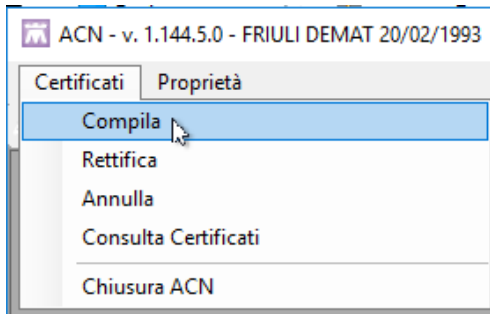 ACN - v. 1.144.5.0 - FRIULI DEMAT 20/02/1993
Certificati Proprietà
Compila
Rettifica
Annulla
Consulta Certificati
Chiusura ACN